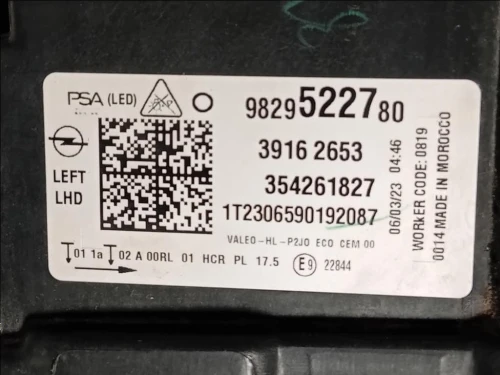 PSA (LED)
9829522780
3916 2653
LEFT
LHD
354261827
1T2306590192087
VALEO-HL-P2JO ECO CEM 00
01 1a 02 A 00RL 01 HCR PL 17.5 E9 22844
06/03/23 04:46
WORKER CODE: 0819
0014 MADE IN MOROCCO